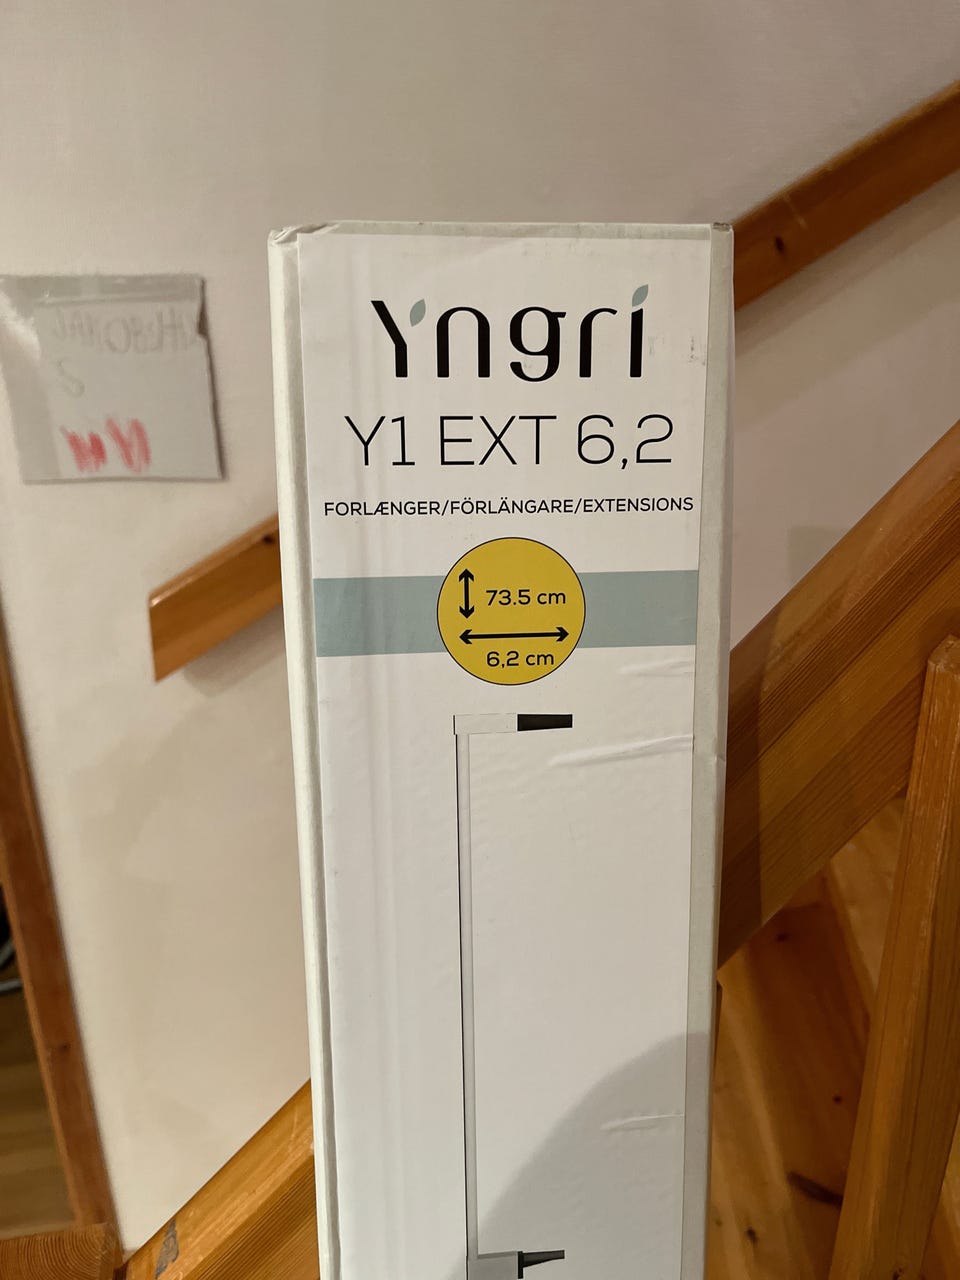 Yngri
Y1 EXT 6,2
FORLÆNGER/FÖRLÄNGARE/EXTENSIONS
73.5 cm
6,2 cm